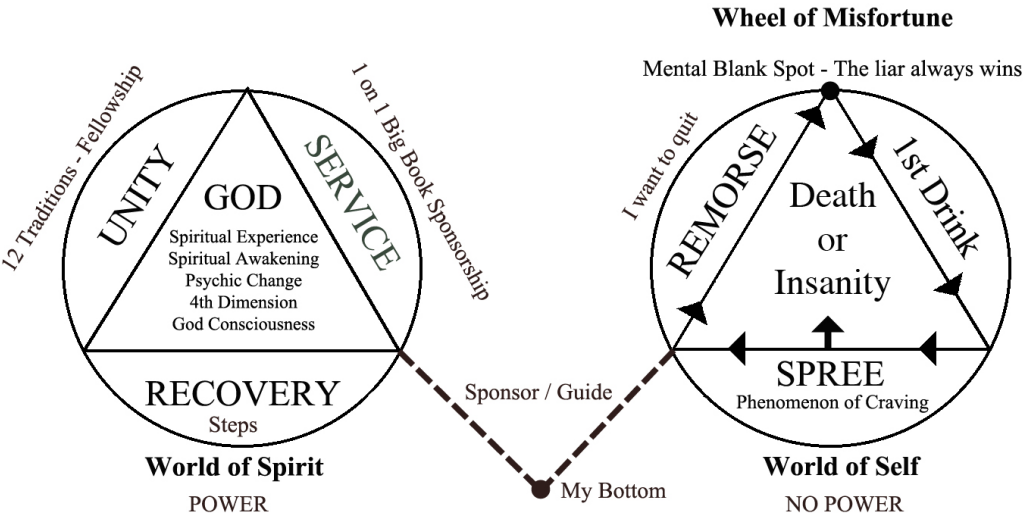 Wheel of Misfortune
Mental Blank Spot - The liar always wins
12 Traditions - Fellowship
UNITY
SERVICE
1 on 1 Big Book Sponsorship
GOD
Spiritual Experience
Spiritual Awakening
Psychic Change
4th Dimension
God Consciousness
RECOVERY
Steps
World of Spirit
POWER
Sponsor / Guide
My Bottom
I want to quit
REMORSE
1st Drink
Death
or
Insanity
SPREE
Phenomenon of Craving
World of Self
NO POWER